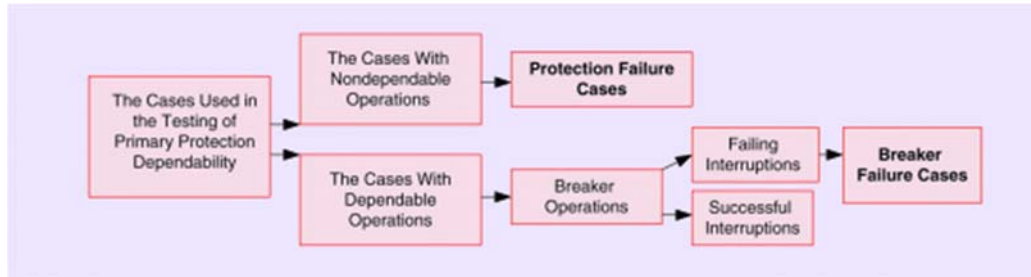 The Cases Used in
the Testing of
Primary Protection
Dependability
The Cases With
Nondependable
Operations
Protection Failure
Cases
The Cases With
Dependable
Operations
Breaker
Operations
Failing
Interruptions
Successful
Interruptions
Breaker
Failure Cases